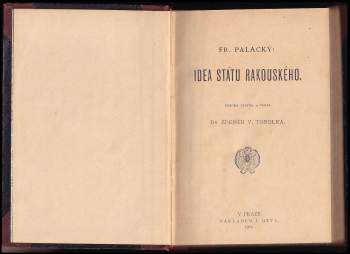 FR. PALACKÝ:
IDEA STÁTU RAKOUSKÉHO.
Dr. ZDENĚK V. TOBOLKA.
V PRAZE
NÁKLADEM J. OTTY.